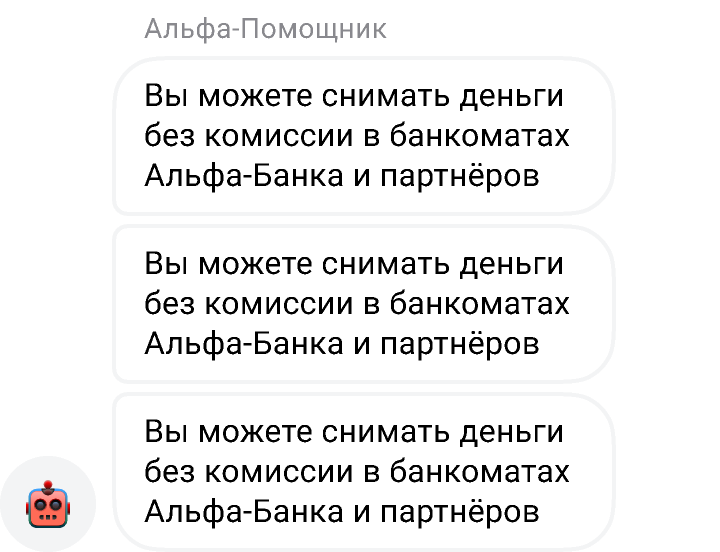 Альфа-Помощник
Вы можете снимать деньги
без комиссии в банкоматах
Альфа-Банка и партнёров
Вы можете снимать деньги
без комиссии в банкоматах
Альфа-Банка и партнёров
Вы можете снимать деньги
без комиссии в банкоматах
Альфа-Банка и партнёров